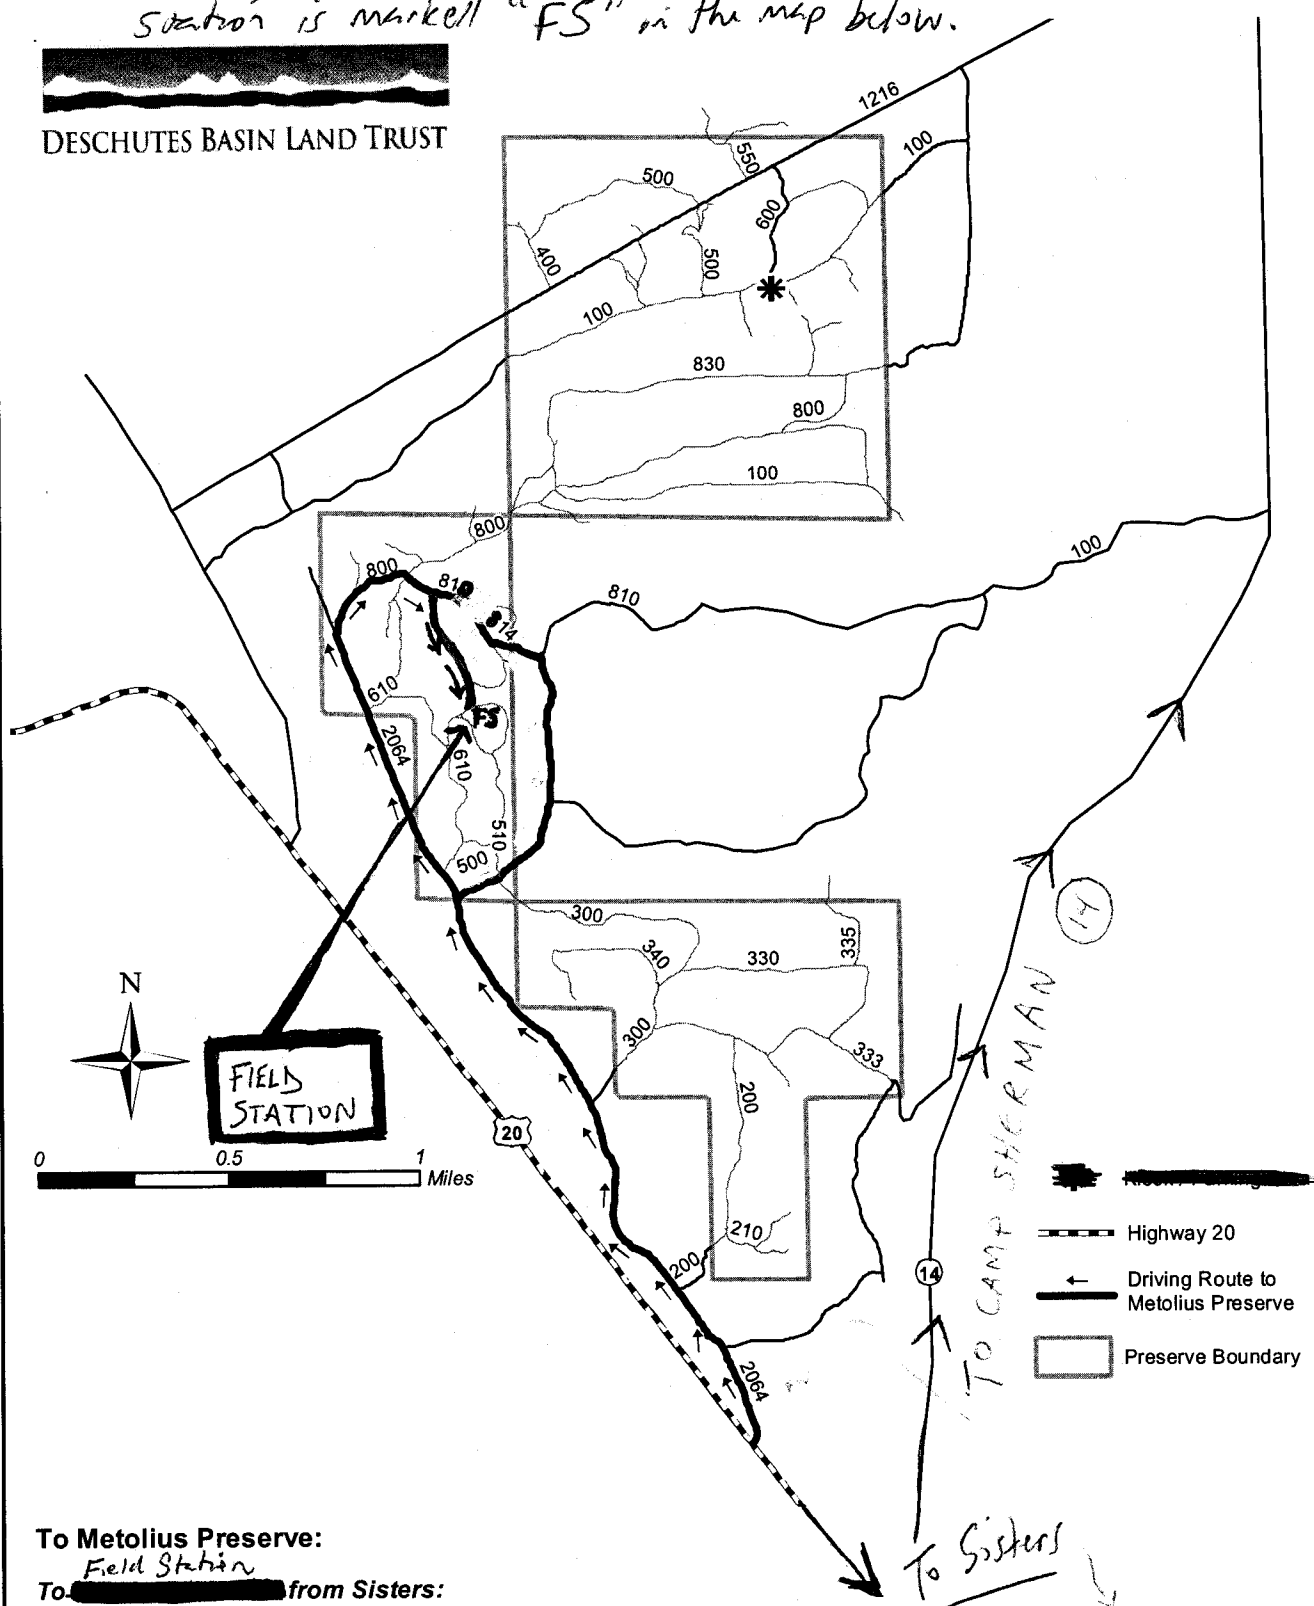 station is marked "FS" in the map below.
DESCHUTES BASIN LAND TRUST
1216
100
550
500
600
400
500
100
830
800
100
800
800
810
814
810
100
610
FS
2064
610
510
500
14
300
340
330
335
300
333
N
FIELD
STATION
200
20
0 0.5 1
Miles
TO CAMP SHERMAN
210
200
Highway 20
14
Driving Route to
Metolius Preserve
Preserve Boundary
2064
To Sisters
To Metolius Preserve:
Field Station
To from Sisters: